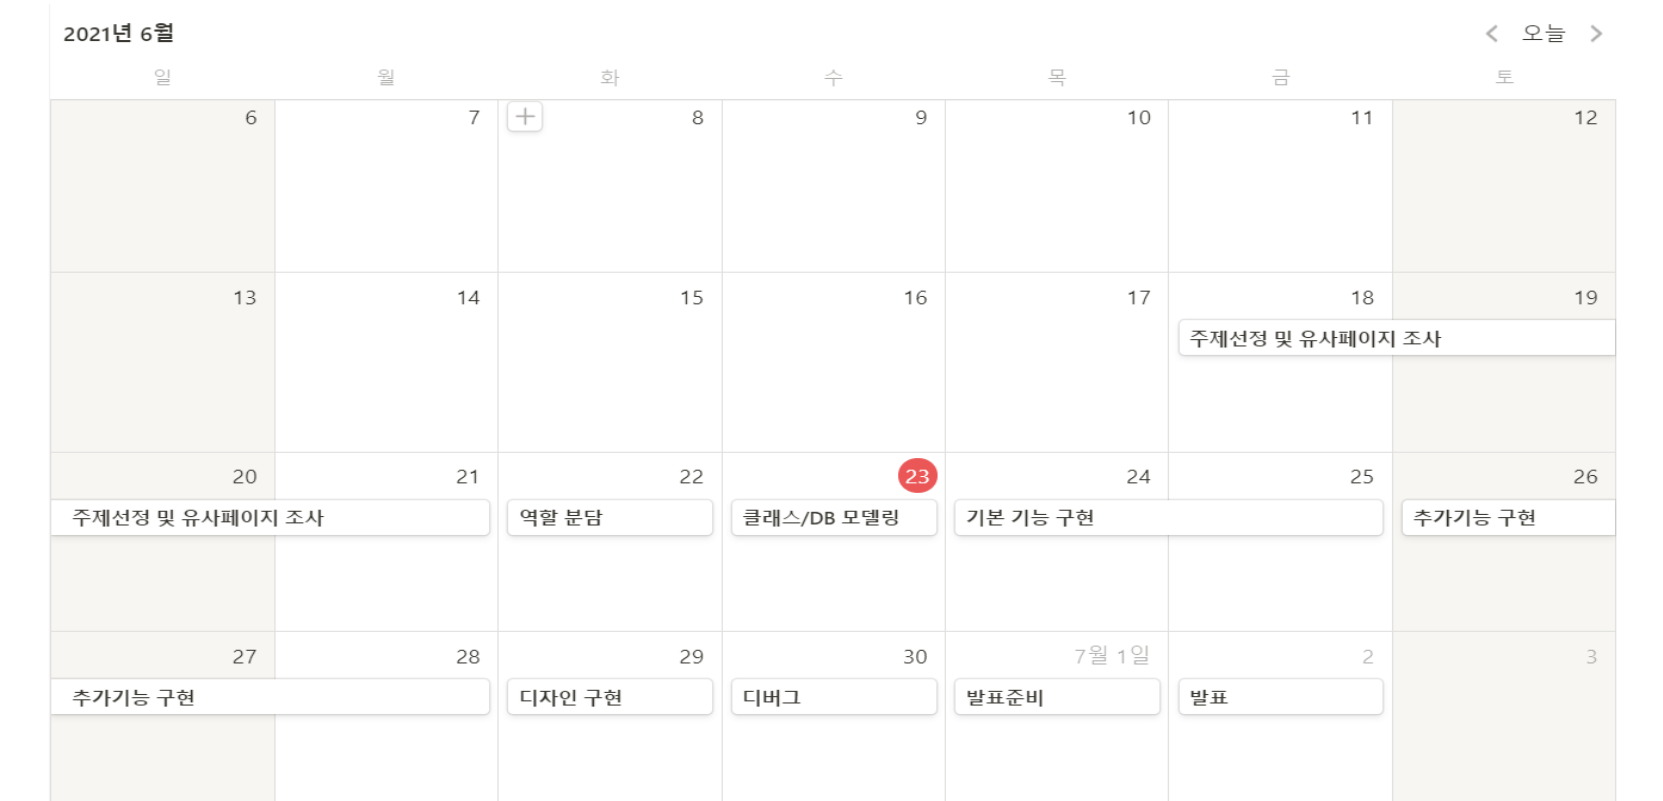 2021년 6월
오늘
일 월 화 수 목 금 토
6 7 8 9 10 11 12
13 14 15 16 17 18 19
주제선정 및 유사페이지 조사
20 21 22 23 24 25 26
주제선정 및 유사페이지 조사 역할 분담 클래스/DB 모델링 기본 기능 구현 추가기능 구현
27 28 29 30 7월 1일 2 3
추가기능 구현 디자인 구현 디버그 발표준비 발표